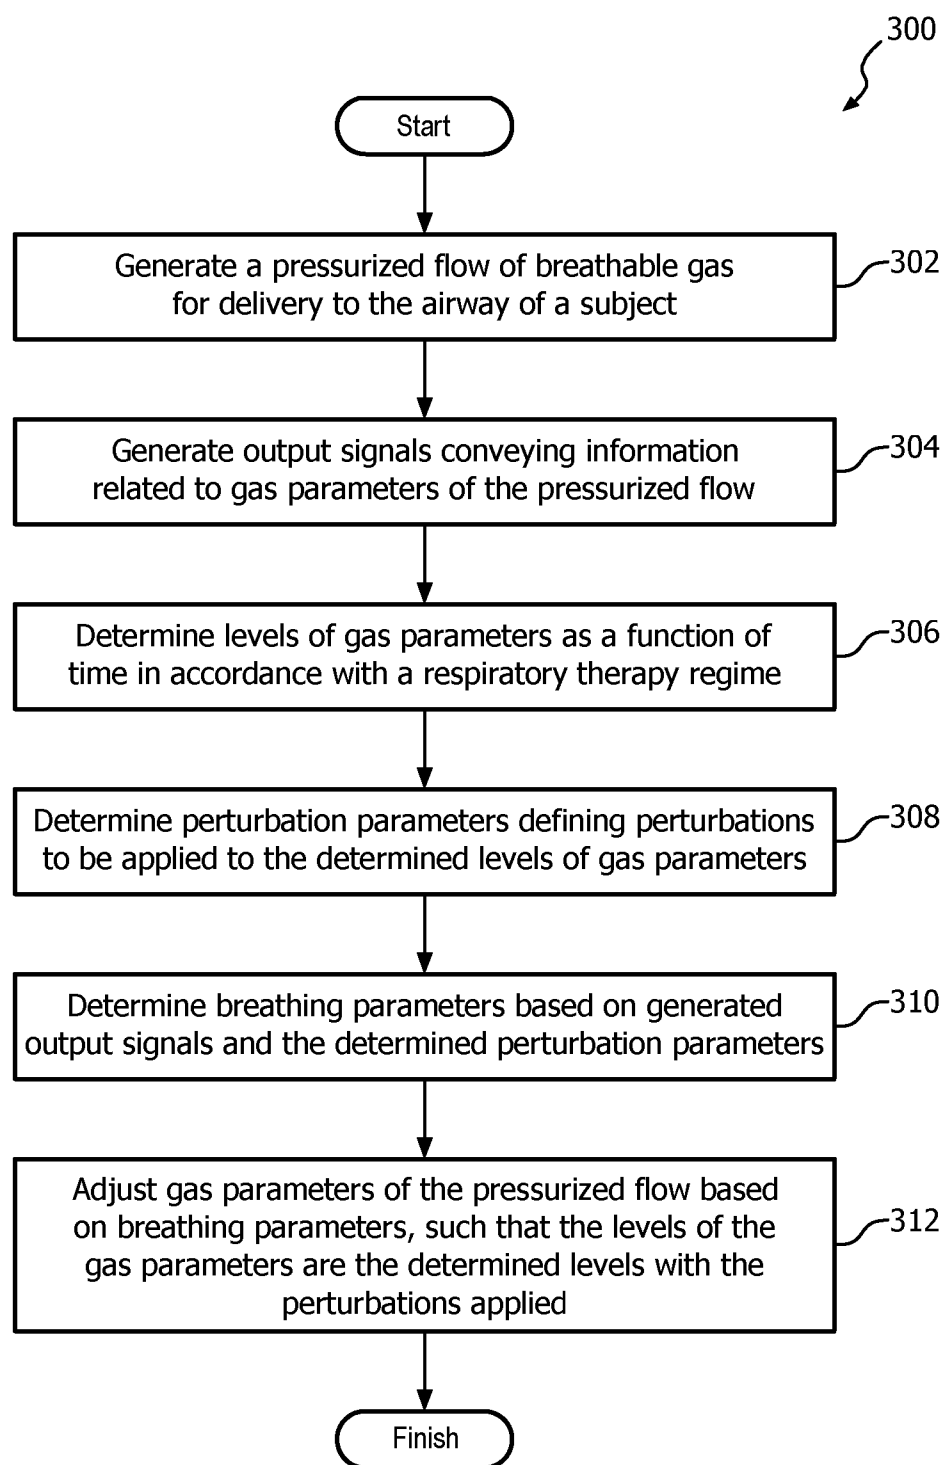 300
Start
Generate a pressurized flow of breathable gas
for delivery to the airway of a subject
302
Generate output signals conveying information
related to gas parameters of the pressurized flow
304
Determine levels of gas parameters as a function of
time in accordance with a respiratory therapy regime
306
Determine perturbation parameters defining perturbations
to be applied to the determined levels of gas parameters
308
Determine breathing parameters based on generated
output signals and the determined perturbation parameters
310
Adjust gas parameters of the pressurized flow based
on breathing parameters, such that the levels of the
gas parameters are the determined levels with the
perturbations applied
312
Finish